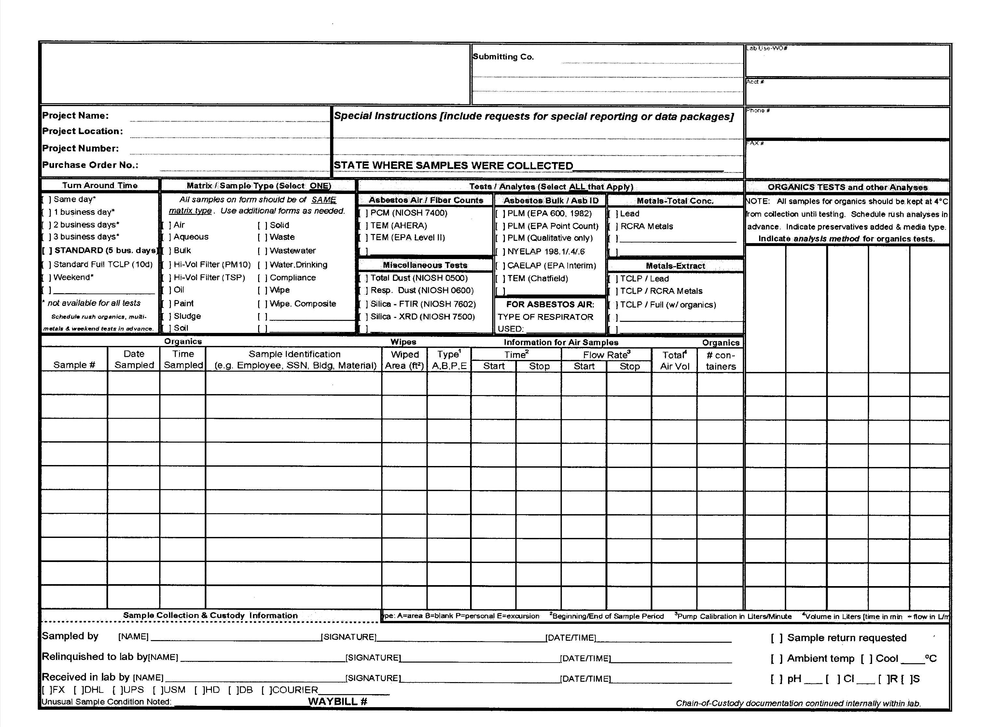 Submitting Co.
Lab Use-WO#
Acct #
Project Name:
Project Location:
Project Number:
Purchase Order No.:
Special Instructions [include requests for special reporting or data packages]
STATE WHERE SAMPLES WERE COLLECTED
Phone #
FAX #
Turn Around Time
[ ] Same day*
[ ] 1 business day*
[ ] 2 business days*
[ ] 3 business days*
[ ] STANDARD (5 bus. days)
[ ] Standard Full TCLP (10d)
[ ] Weekend*
[ ]
* not available for all tests
Schedule rush organics, multi-
metals & weekend tests in advance.
Matrix / Sample Type (Select ONE)
All samples on form should be of SAME
matrix type. Use additional forms as needed.
[ ] Air [ ] Solid
[ ] Aqueous [ ] Waste
[ ] Bulk [ ] Wastewater
[ ] Hi-Vol Filter (PM10) [ ] Water.Drinking
[ ] Hi-Vol Filter (TSP) [ ] Compliance
[ ] Oil [ ] Wipe
[ ] Paint [ ] Wipe. Composite
[ ] Sludge [ ]
[ ] Soil [ ]
Tests / Analytes (Select ALL that Apply)
Asbestos Air / Fiber Counts
[ ] PCM (NIOSH 7400)
[ ] TEM (AHERA)
[ ] TEM (EPA Level II)
[ ]
Miscellaneous Tests
[ ] Total Dust (NIOSH 0500)
[ ] Resp. Dust (NIOSH 0600)
[ ] Silica - FTIR (NIOSH 7602)
[ ] Silica - XRD (NIOSH 7500)
[ ]
Asbestos Bulk / Asb ID
[ ] PLM (EPA 600, 1982)
[ ] PLM (EPA Point Count)
[ ] PLM (Qualitative only)
[ ] NYELAP 198.1/.4/.6
[ ] CAELAP (EPA Interim)
[ ] TEM (Chatfield)
[ ]
FOR ASBESTOS AIR:
TYPE OF RESPIRATOR
USED:
Metals-Total Conc.
[ ] Lead
[ ] RCRA Metals
[ ]
[ ]
Metals-Extract
[ ] TCLP / Lead
[ ] TCLP / RCRA Metals
[ ] TCLP / Full (w/ organics)
[ ]
[ ]
ORGANICS TESTS and other Analyses
NOTE: All samples for organics should be kept at 4°C
from collection until testing. Schedule rush analyses in
advance. Indicate preservatives added & media type.
Indicate analysis method for organics tests.
Organics Wipes Information for Air Samples Organics
Sample # Date Sampled Time Sampled
Sample Identification
(e.g. Employee, SSN, Bldg, Material)
Wiped Area (ft²)
Type¹ A,B,P,E
Time² Start Stop
Flow Rate³ Start Stop
Total⁴ Air Vol
# con-
tainers
Sample Collection & Custody Information
ype: A=area B=blank P=personal E=excursion ²Beginning/End of Sample Period ³Pump Calibration in Liters/Minute ⁴Volume in Liters [time in min * flow in L/m
Sampled by [NAME] [SIGNATURE] [DATE/TIME] [ ] Sample return requested
Relinquished to lab by[NAME] [SIGNATURE] [DATE/TIME] [ ] Ambient temp [ ] Cool ____ºC
Received in lab by [NAME] [SIGNATURE] [DATE/TIME] [ ] pH ___ [ ] Cl ___ [ ]R [ ]S
[ ]FX [ ]DHL [ ]UPS [ ]USM [ ]HD [ ]DB [ ]COURIER
Unusual Sample Condition Noted: WAYBILL #
Chain-of-Custody documentation continued internally within lab.